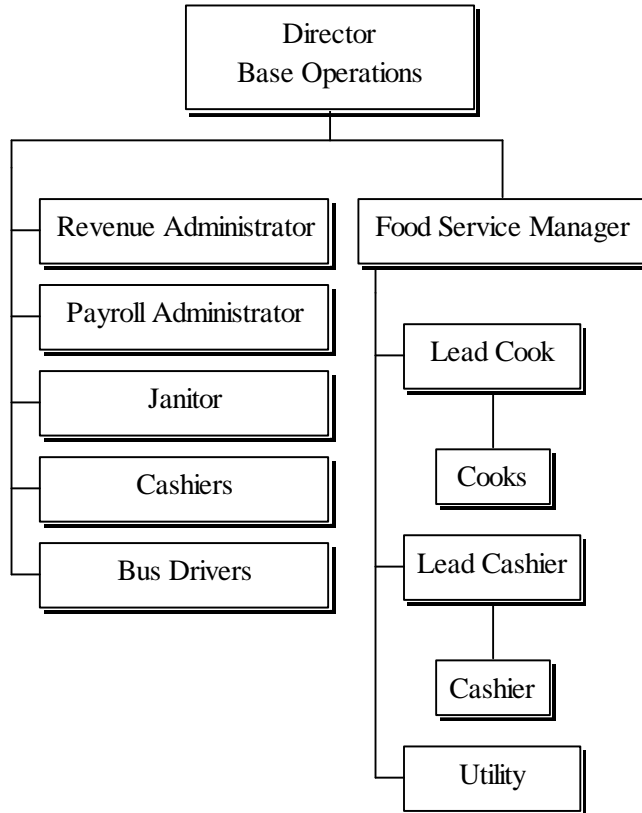 Director
Base Operations
Revenue Administrator
Payroll Administrator
Janitor
Cashiers
Bus Drivers
Food Service Manager
Lead Cook
Cooks
Lead Cashier
Cashier
Utility